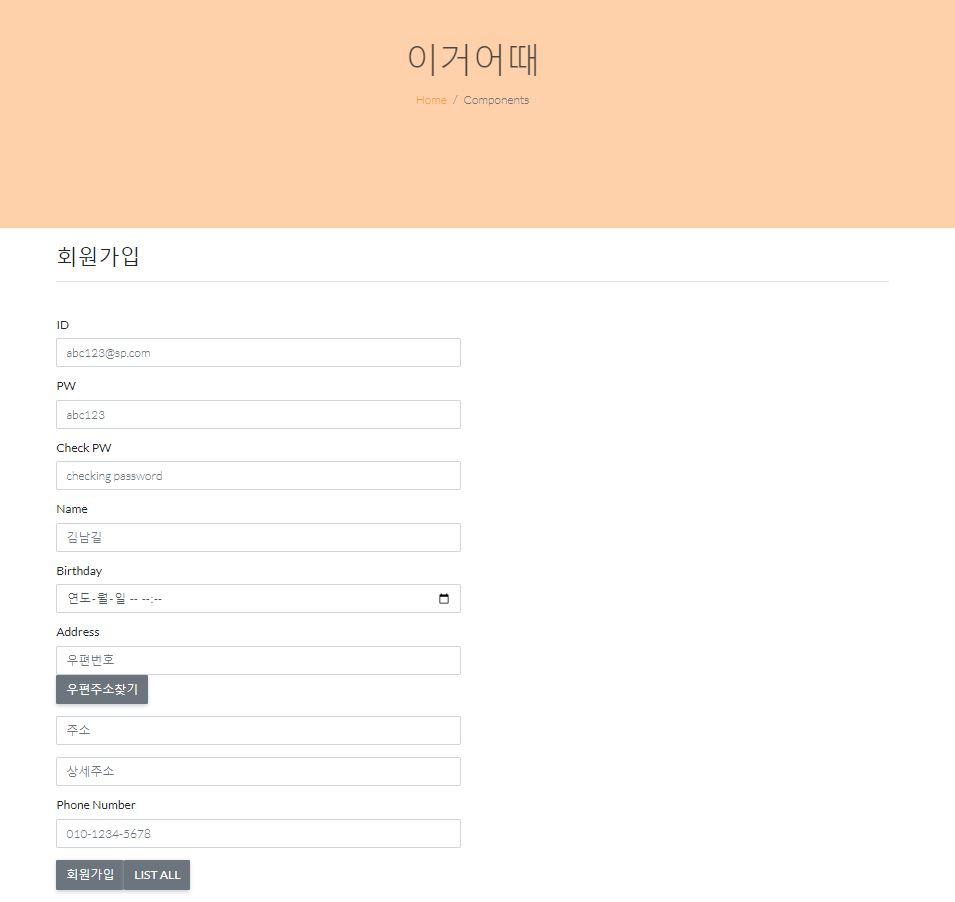 이거어때
Home / Components
회원가입
ID
abc123@sp.com
PW
abc123
Check PW
checking password
Name
김남길
Birthday
연도-월-일 -- --:--
Address
우편번호
우편주소찾기
주소
상세주소
Phone Number
010-1234-5678
회원가입 LIST ALL